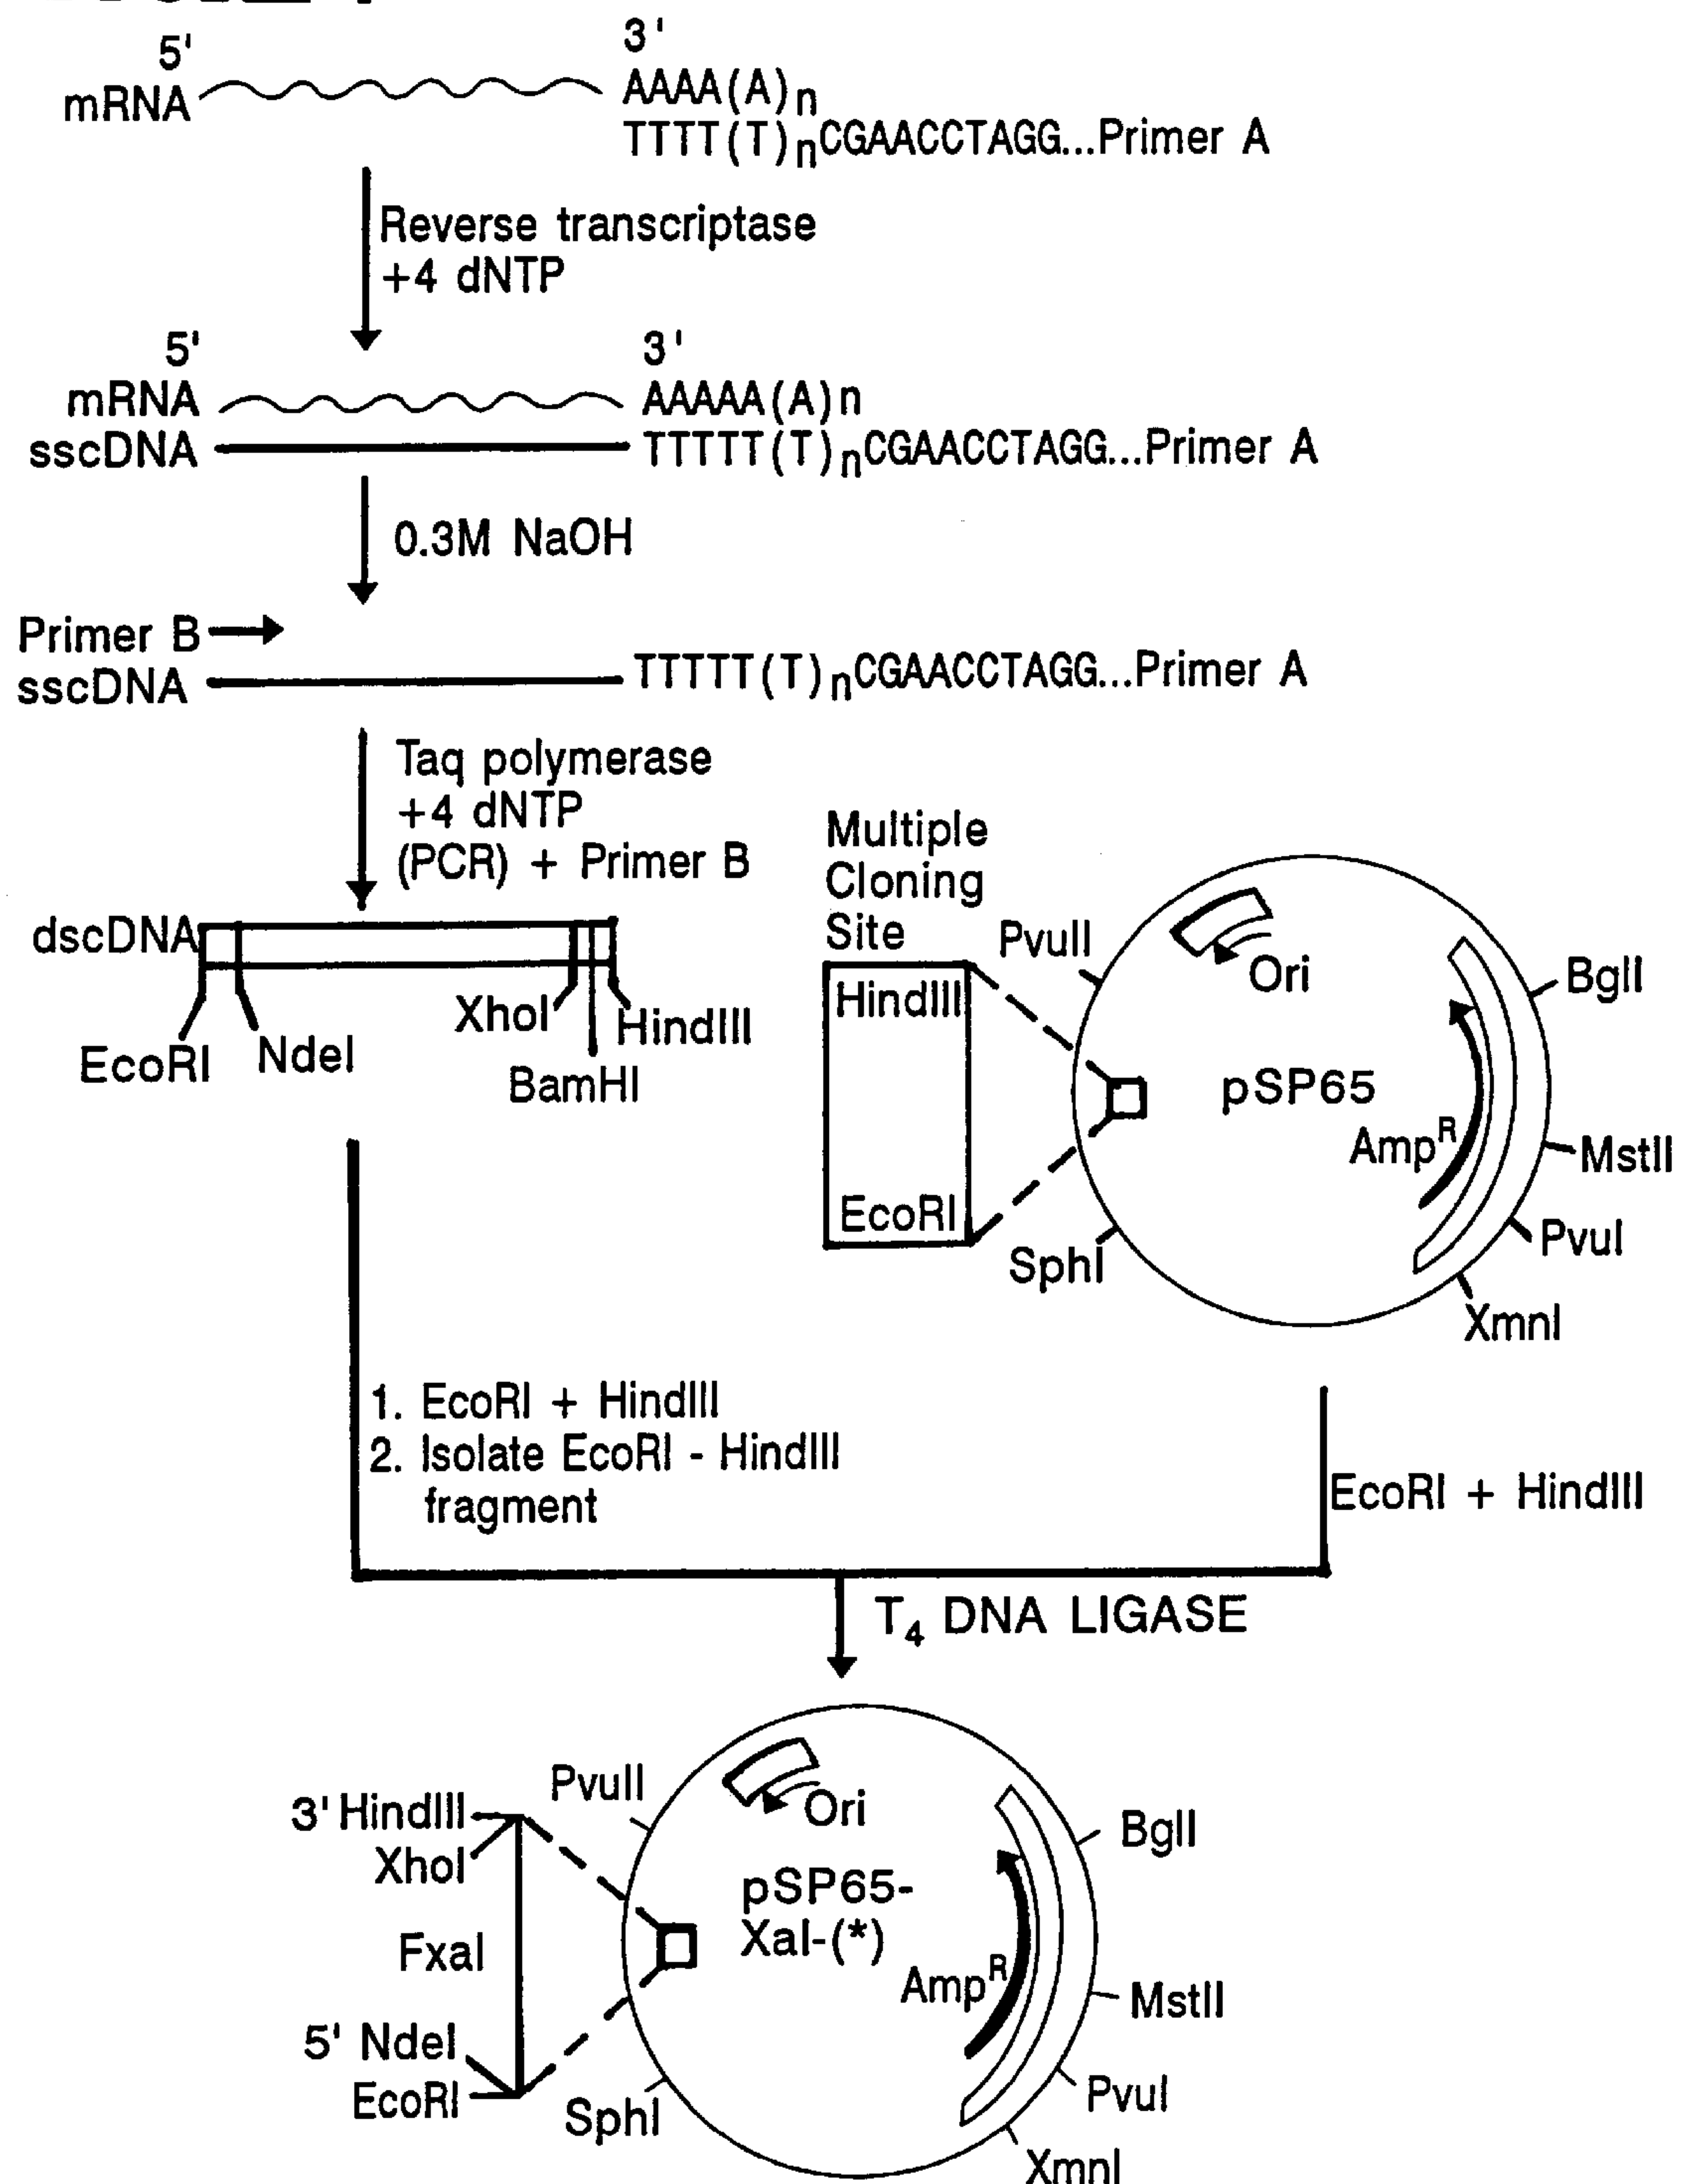 5'
3'
mRNA
AAAA(A)n
TTTT(T)nCGAACCTAGG...Primer A
Reverse transcriptase
+4 dNTP
5'
3'
mRNA
AAAAA(A)n
sscDNA
TTTTT(T)nCGAACCTAGG...Primer A
0.3M NaOH
Primer B
sscDNA
TTTTT(T)nCGAACCTAGG...Primer A
Taq polymerase
+4 dNTP
(PCR) + Primer B
dscDNA
EcoRI
NdeI
XhoI
BamHI
HindIII
Multiple
Cloning
Site
HindIII
EcoRI
PvuII
Ori
BglI
pSP65
AmpR
MstII
PvuI
XmnI
SphI
1. EcoRI + HindIII
2. Isolate EcoRI - HindIII
fragment
EcoRI + HindIII
T4 DNA LIGASE
3' HindIII
XhoI
FxaI
5' NdeI
EcoRI
PvuII
Ori
BglI
pSP65-
XaI-(*)
AmpR
MstII
PvuI
XmnI
SphI